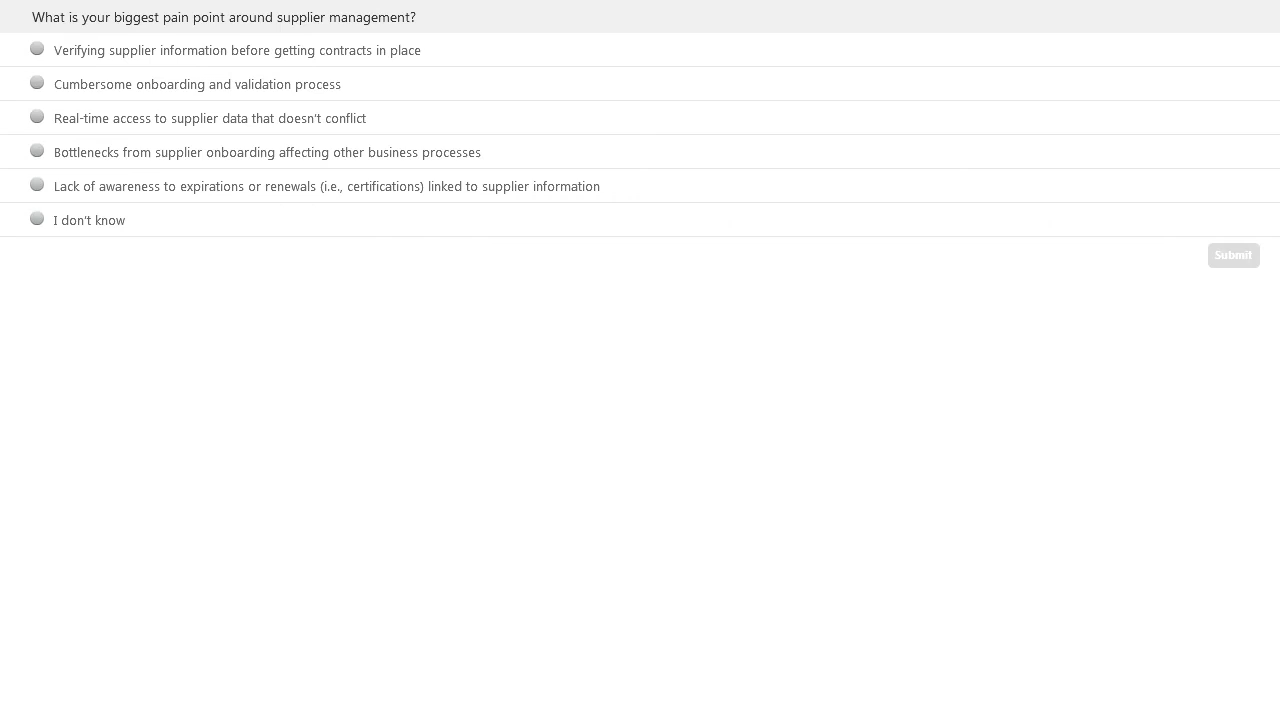 What is your biggest pain point around supplier management?
Verifying supplier information before getting contracts in place
Cumbersome onboarding and validation process
Real-time access to supplier data that doesn't conflict
Bottlenecks from supplier onboarding affecting other business processes
Lack of awareness to expirations or renewals (i.e., certifications) linked to supplier information
I don't know
Submit